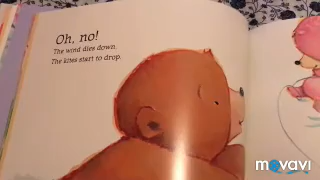 Oh, no!
The wind dies down.
The kites start to drop.
movavi